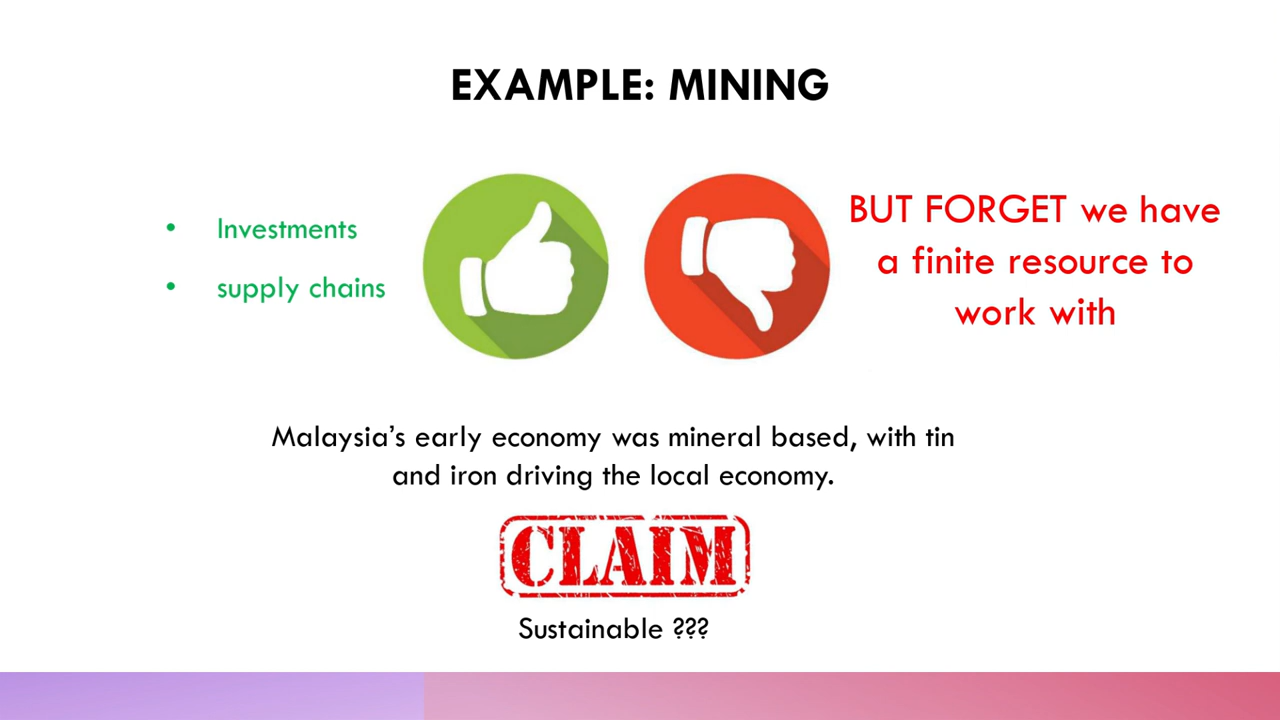 EXAMPLE: MINING
• Investments
• supply chains
BUT FORGET we have
a finite resource to
work with
Malaysia’s early economy was mineral based, with tin
and iron driving the local economy.
CLAIM
Sustainable ???